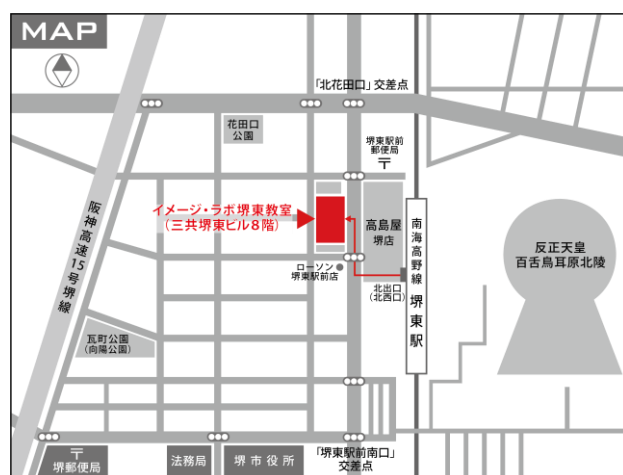 MAP
「北花田口」交差点
花田口
公園
堺東駅前
郵便局
〒
イメージ・ラボ堺東教室
(三共堺東ビル8階)
高島屋
堺店
南海高野線
堺東駅
反正天皇
百舌鳥耳原北陵
阪神高速15号堺線
ローソン
堺東駅前店
北出口
(北西口)
瓦町公園
(向陽公園)
〒
堺郵便局
法務局
堺市役所
「堺東駅前南口」
交差点